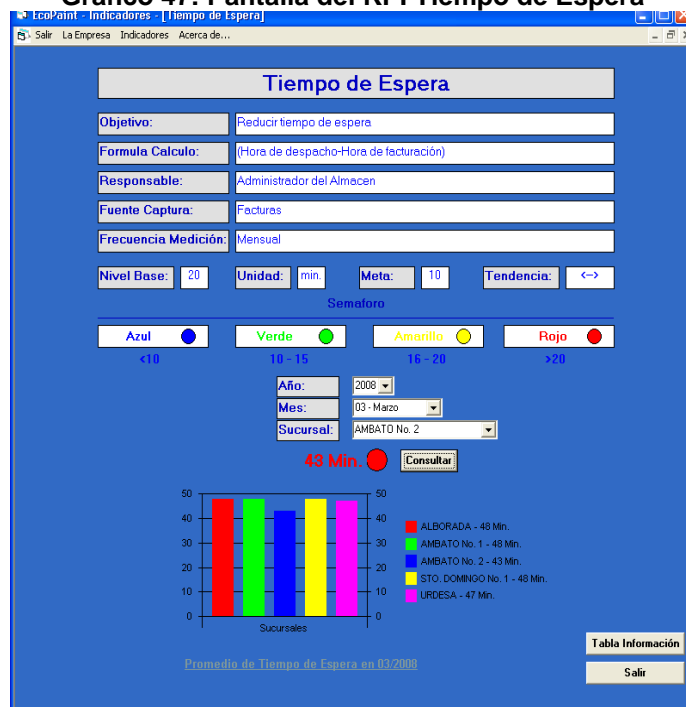 Gráfico 47: Pantalla del KPI Tiempo de Espera
EcoPaint - Indicadores - [Tiempo de Espera]
Salir La Empresa Indicadores Acerca de...
Tiempo de Espera
Objetivo: Reducir tiempo de espera
Formula Calculo: (Hora de despacho-Hora de facturación)
Responsable: Administrador del Almacen
Fuente Captura: Facturas
Frecuencia Medición: Mensual
Nivel Base: 20 Unidad: min. Meta: 10 Tendencia: <->
Semaforo
Azul Verde Amarillo Rojo
<10 10 - 15 16 - 20 >20
Año: 2008
Mes: 03 - Marzo
Sucursal: AMBATO No. 2
43 Min. Consultar
50 50
40 40
30 30
20 20
10 10
0 0
Sucursales
ALBORADA - 48 Min.
AMBATO No. 1 - 48 Min.
AMBATO No. 2 - 43 Min.
STO. DOMINGO No. 1 - 48 Min.
URDESA - 47 Min.
Promedio de Tiempo de Espera en 03/2008
Tabla Información
Salir